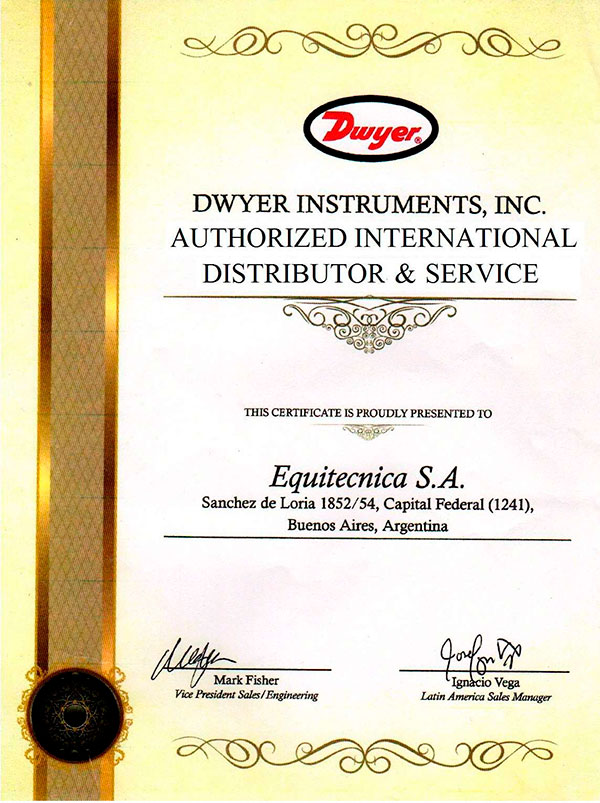 Dwyer®
DWYER INSTRUMENTS, INC.
AUTHORIZED INTERNATIONAL
DISTRIBUTOR & SERVICE
THIS CERTIFICATE IS PROUDLY PRESENTED TO
Equitecnica S.A.
Sanchez de Loria 1852/54, Capital Federal (1241),
Buenos Aires, Argentina
Mark Fisher
Vice President Sales/Engineering
Ignacio Vega
Latin America Sales Manager